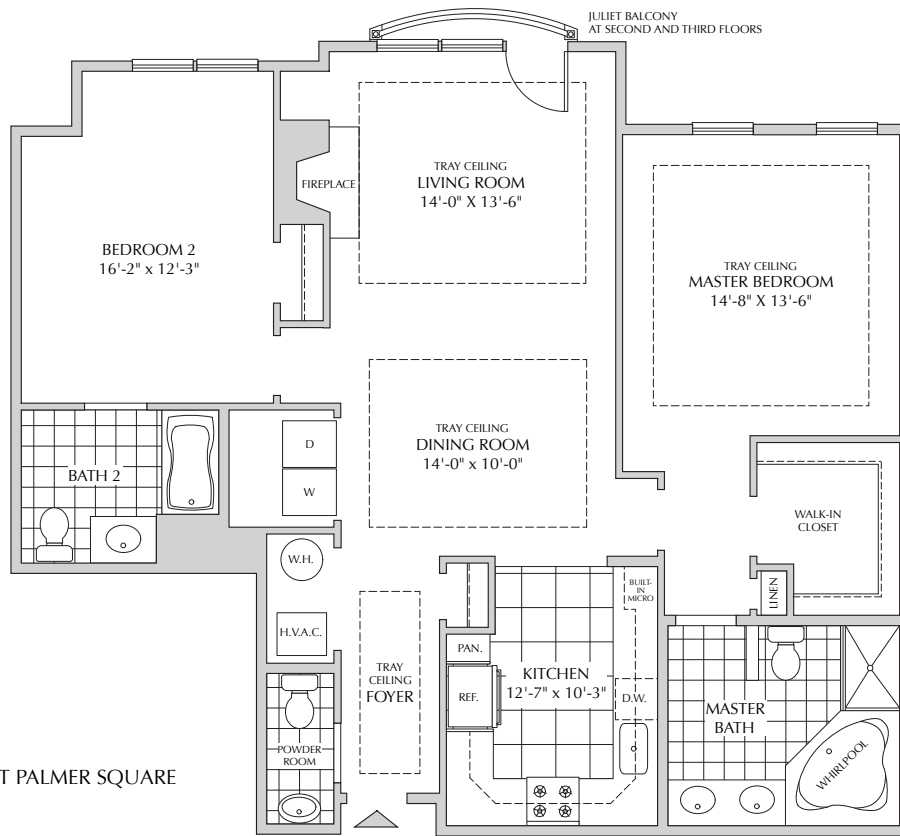 JULIET BALCONY
AT SECOND AND THIRD FLOORS
TRAY CEILING
LIVING ROOM
14'-0" X 13'-6"
FIREPLACE
BEDROOM 2
16'-2" x 12'-3"
TRAY CEILING
MASTER BEDROOM
14'-8" X 13'-6"
TRAY CEILING
DINING ROOM
14'-0" x 10'-0"
D
W
BATH 2
WALK-IN
CLOSET
LINEN
W.H.
H.V.A.C.
BUILT-
IN
MICRO
PAN.
REF.
KITCHEN
12'-7" x 10'-3"
D.W.
TRAY
CEILING
FOYER
MASTER
BATH
WHIRLPOOL
POWDER
ROOM
T PALMER SQUARE